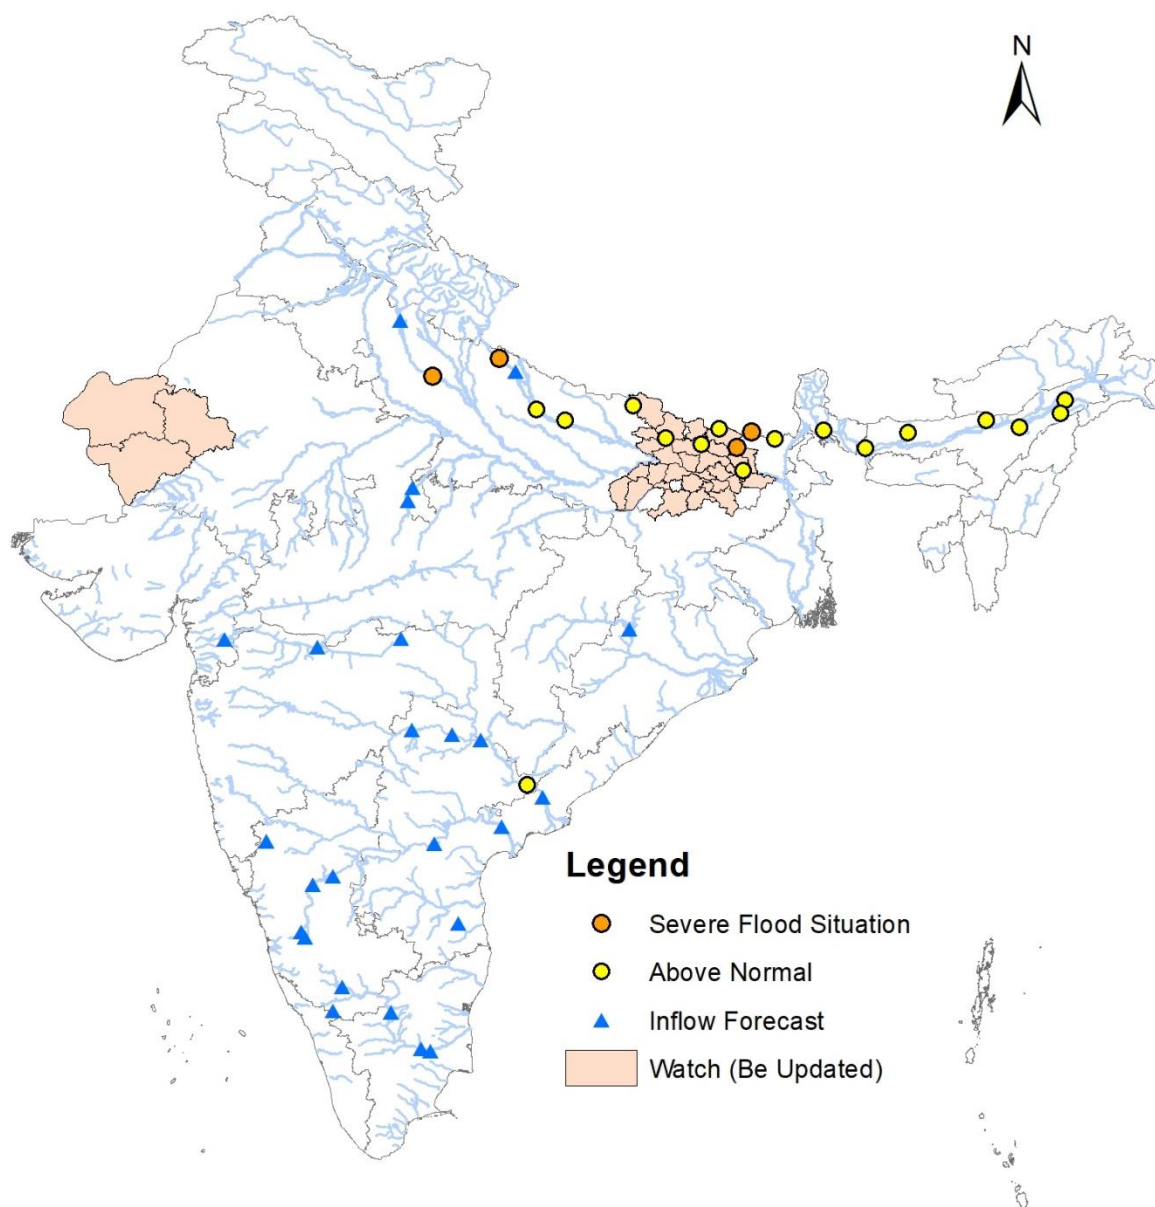 N
Legend
Severe Flood Situation
Above Normal
Inflow Forecast
Watch (Be Updated)